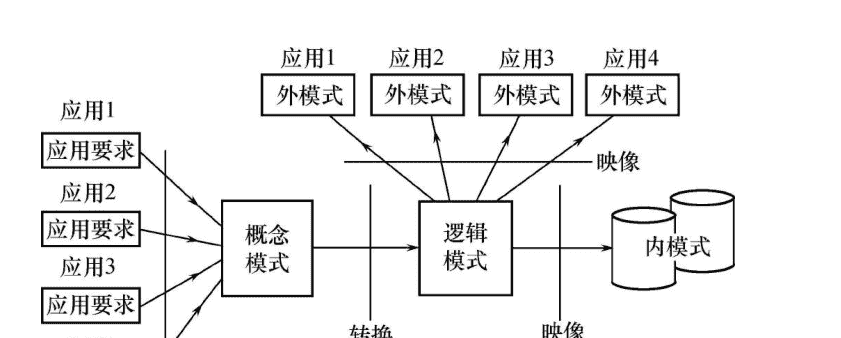 应用1
应用2
应用3
应用4
外模式
外模式
外模式
外模式
映像
应用1
应用要求
应用2
应用要求
应用3
应用要求
概念
模式
逻辑
模式
内模式
转换
映像